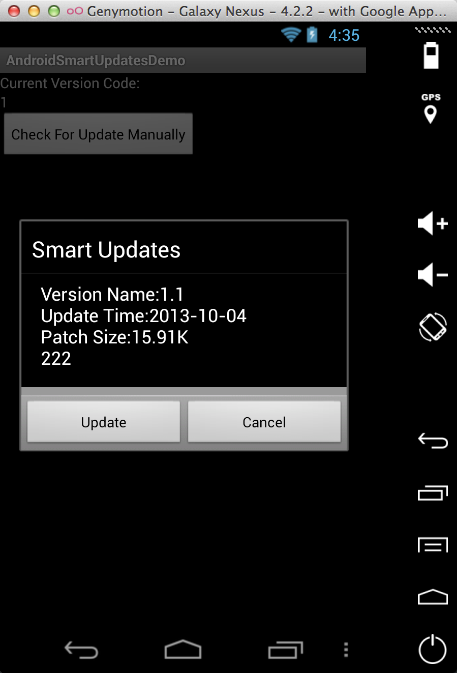 Genymotion - Galaxy Nexus - 4.2.2 - with Google App...
4:35
AndroidSmartUpdatesDemo
GPS
Current Version Code:
1
Check For Update Manually
Smart Updates
Version Name:1.1
Update Time:2013-10-04
Patch Size:15.91K
222
Update
Cancel